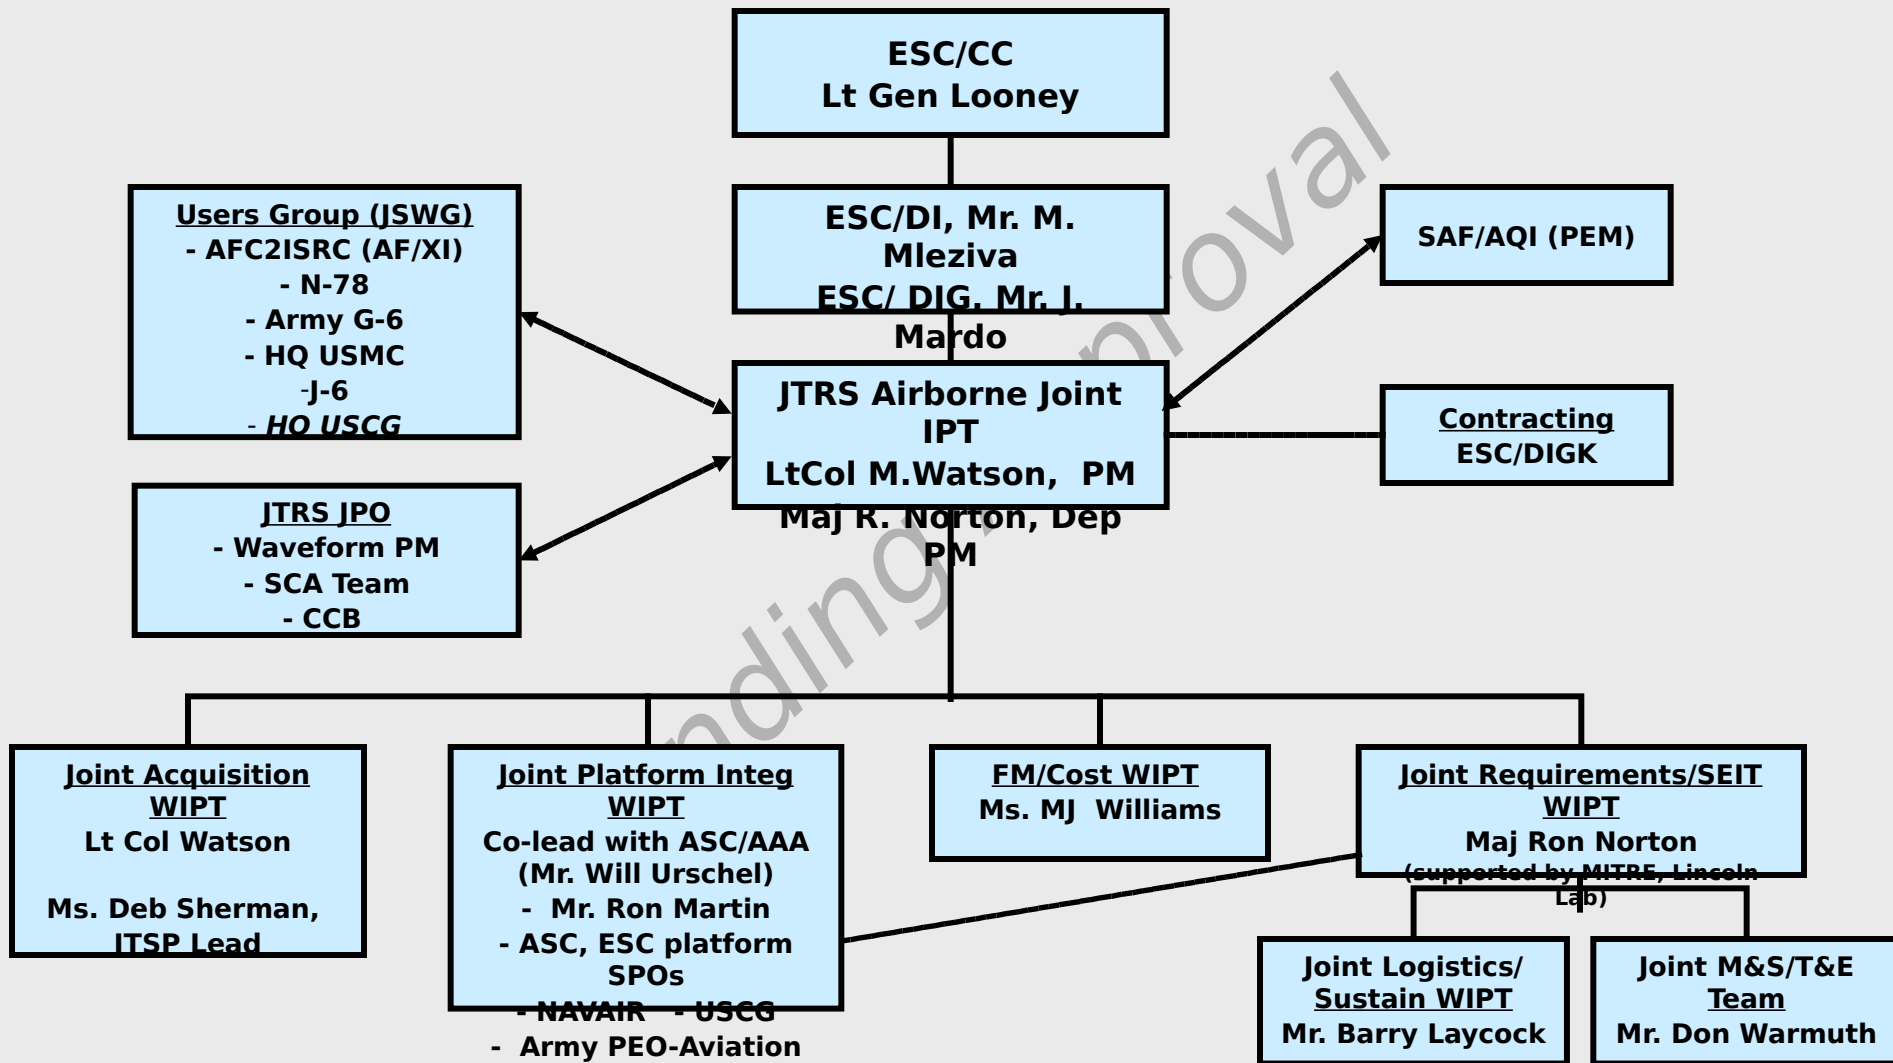 ESC/CC
Lt Gen Looney
ESC/DI, Mr. M.
Mleziva
ESC/ DIG, Mr. J.
Mardo
Users Group (JSWG)
- AFC2ISRC (AF/XI)
- N-78
- Army G-6
- HQ USMC
-J-6
- HQ USCG
SAF/AQI (PEM)
JTRS Airborne Joint
IPT
LtCol M.Watson, PM
Maj R. Norton, Dep
PM
Contracting
ESC/DIGK
JTRS JPO
- Waveform PM
- SCA Team
- CCB
Joint Acquisition
WIPT
Lt Col Watson
Ms. Deb Sherman,
ITSP Lead
Joint Platform Integ
WIPT
Co-lead with ASC/AAA
(Mr. Will Urschel)
- Mr. Ron Martin
- ASC, ESC platform
SPOs
- NAVAIR - USCG
- Army PEO-Aviation
FM/Cost WIPT
Ms. MJ Williams
Joint Requirements/SEIT
WIPT
Maj Ron Norton
(supported by MITRE, Lincoln
Lab)
Joint Logistics/
Sustain WIPT
Mr. Barry Laycock
Joint M&S/T&E
Team
Mr. Don Warmuth